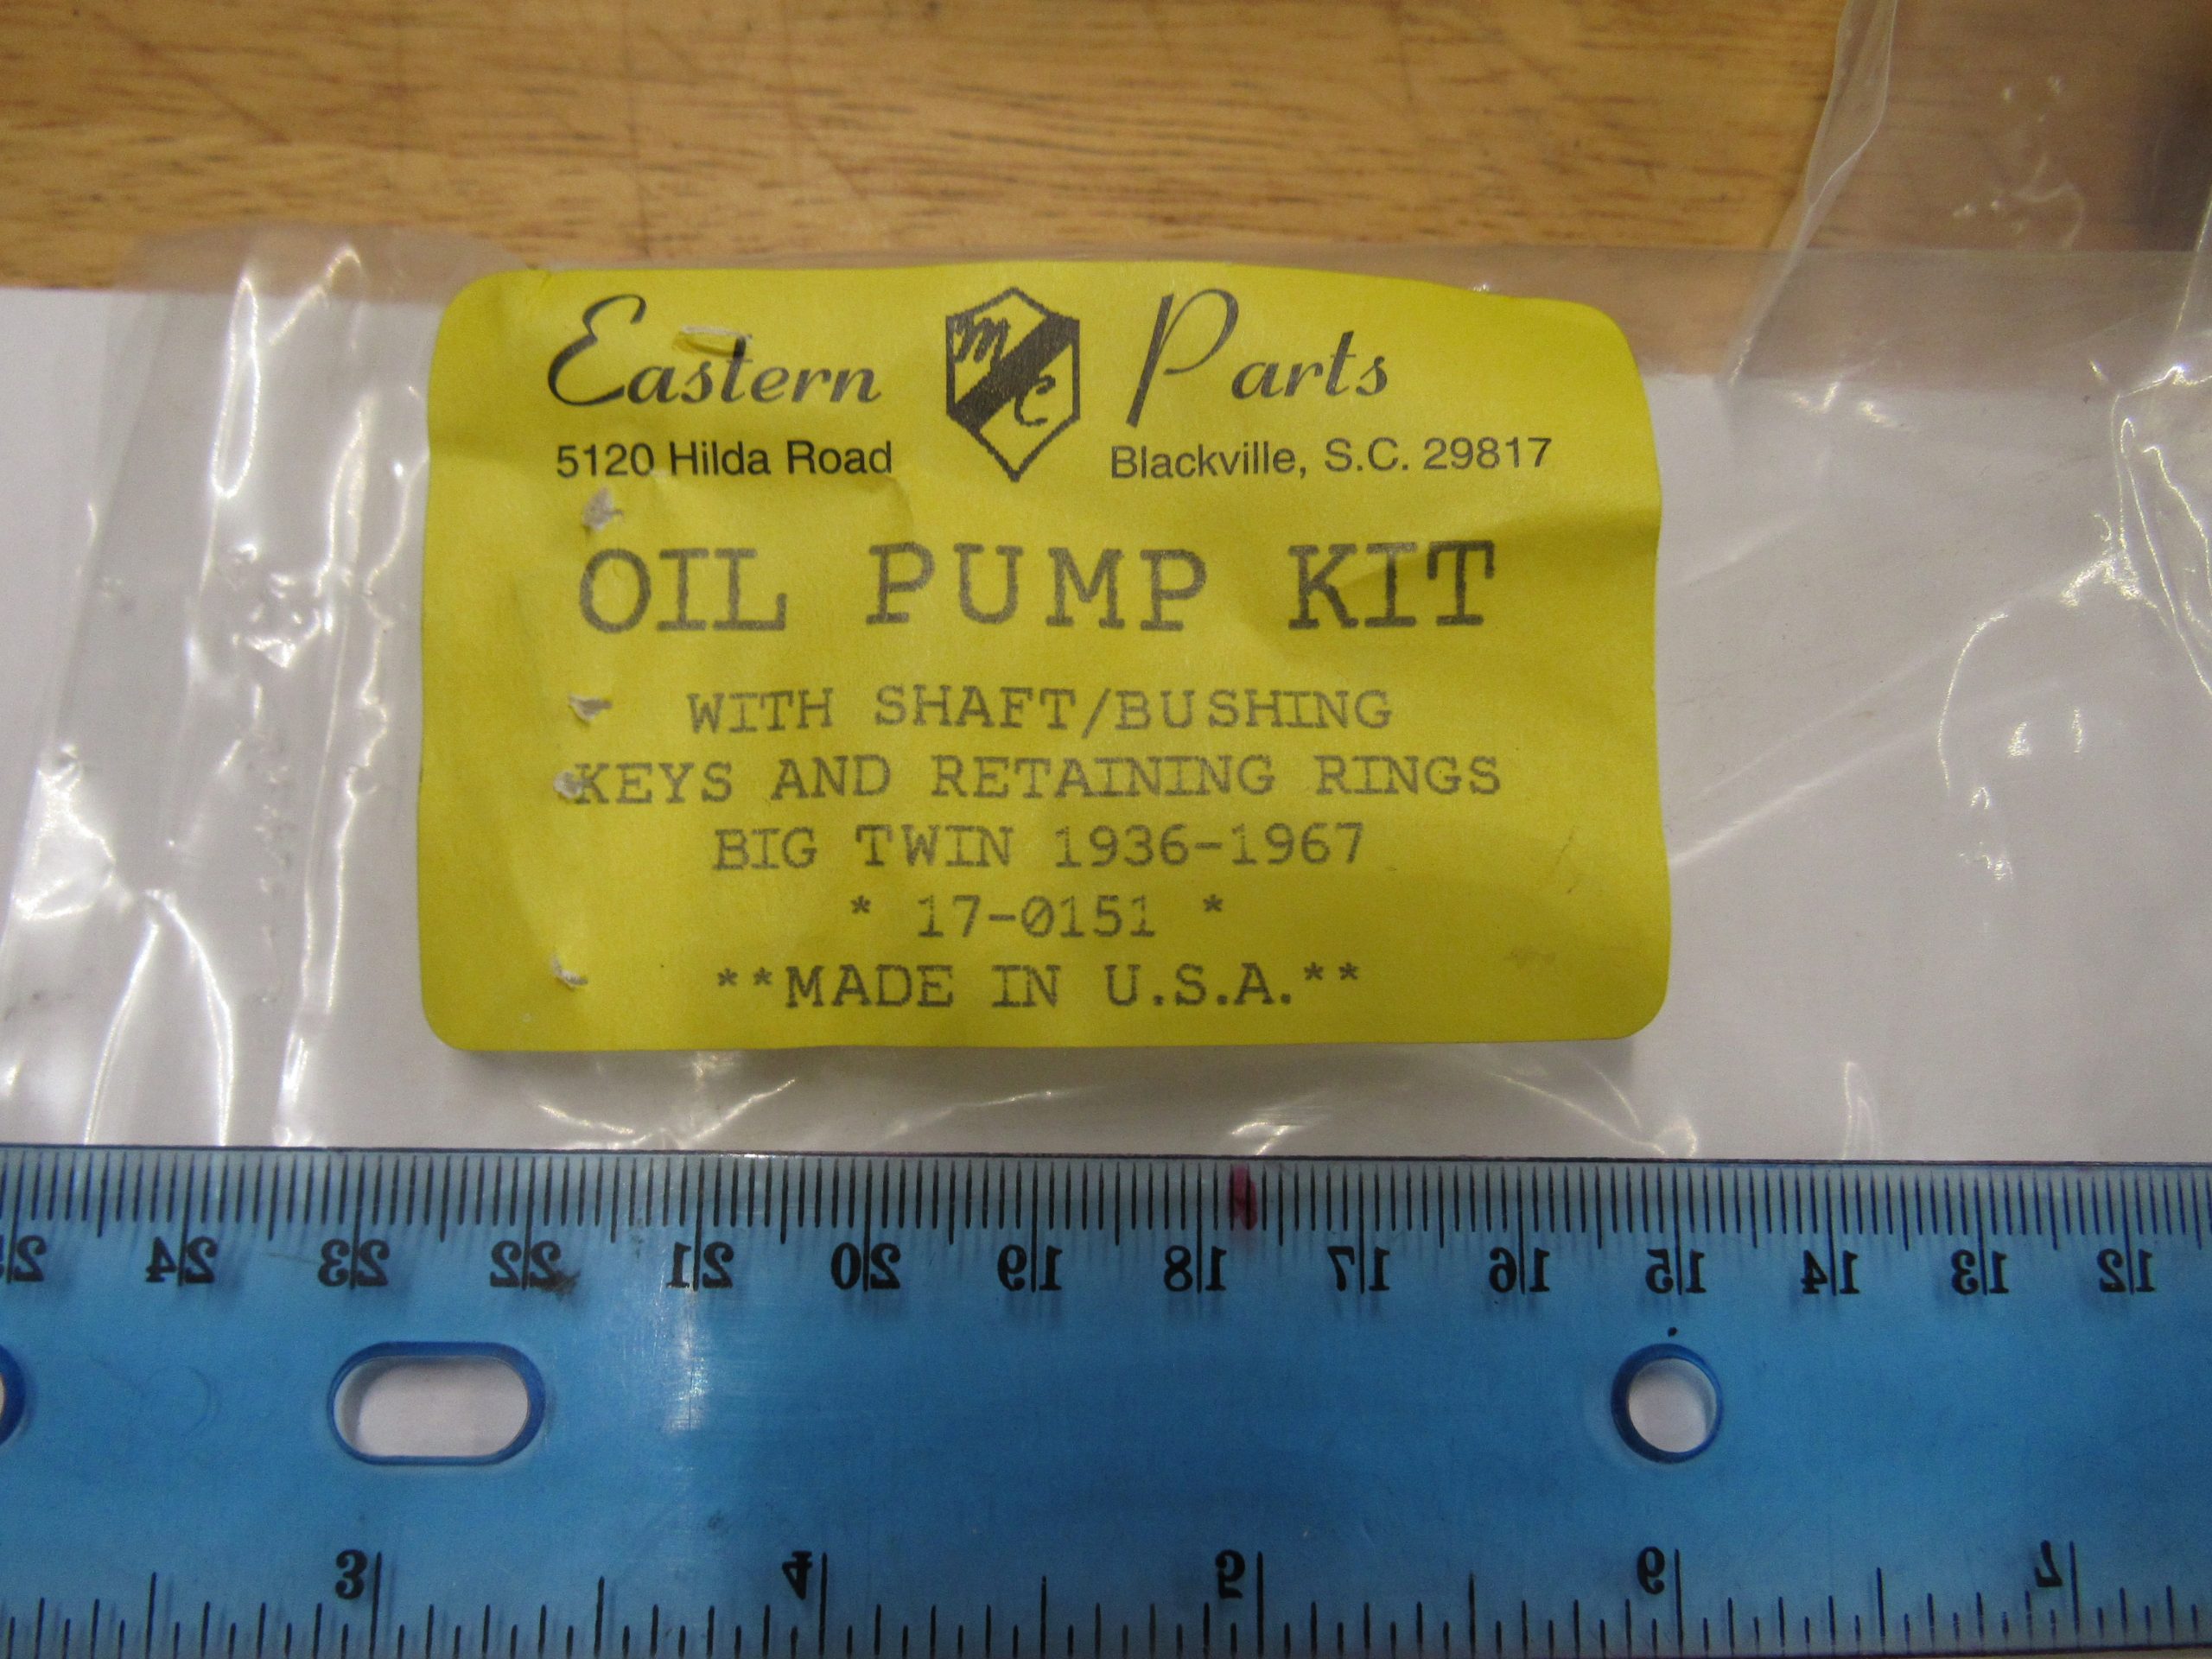 Eastern MC Parts
5120 Hilda Road Blackville, S.C. 29817
OIL PUMP KIT
WITH SHAFT/BUSHING
KEYS AND RETAINING RINGS
BIG TWIN 1936-1967
* 17-0151 *
**MADE IN U.S.A.**
25 24 23 22 21 20 19 18 17 16 15 14 13 12
3 4 5 6 7